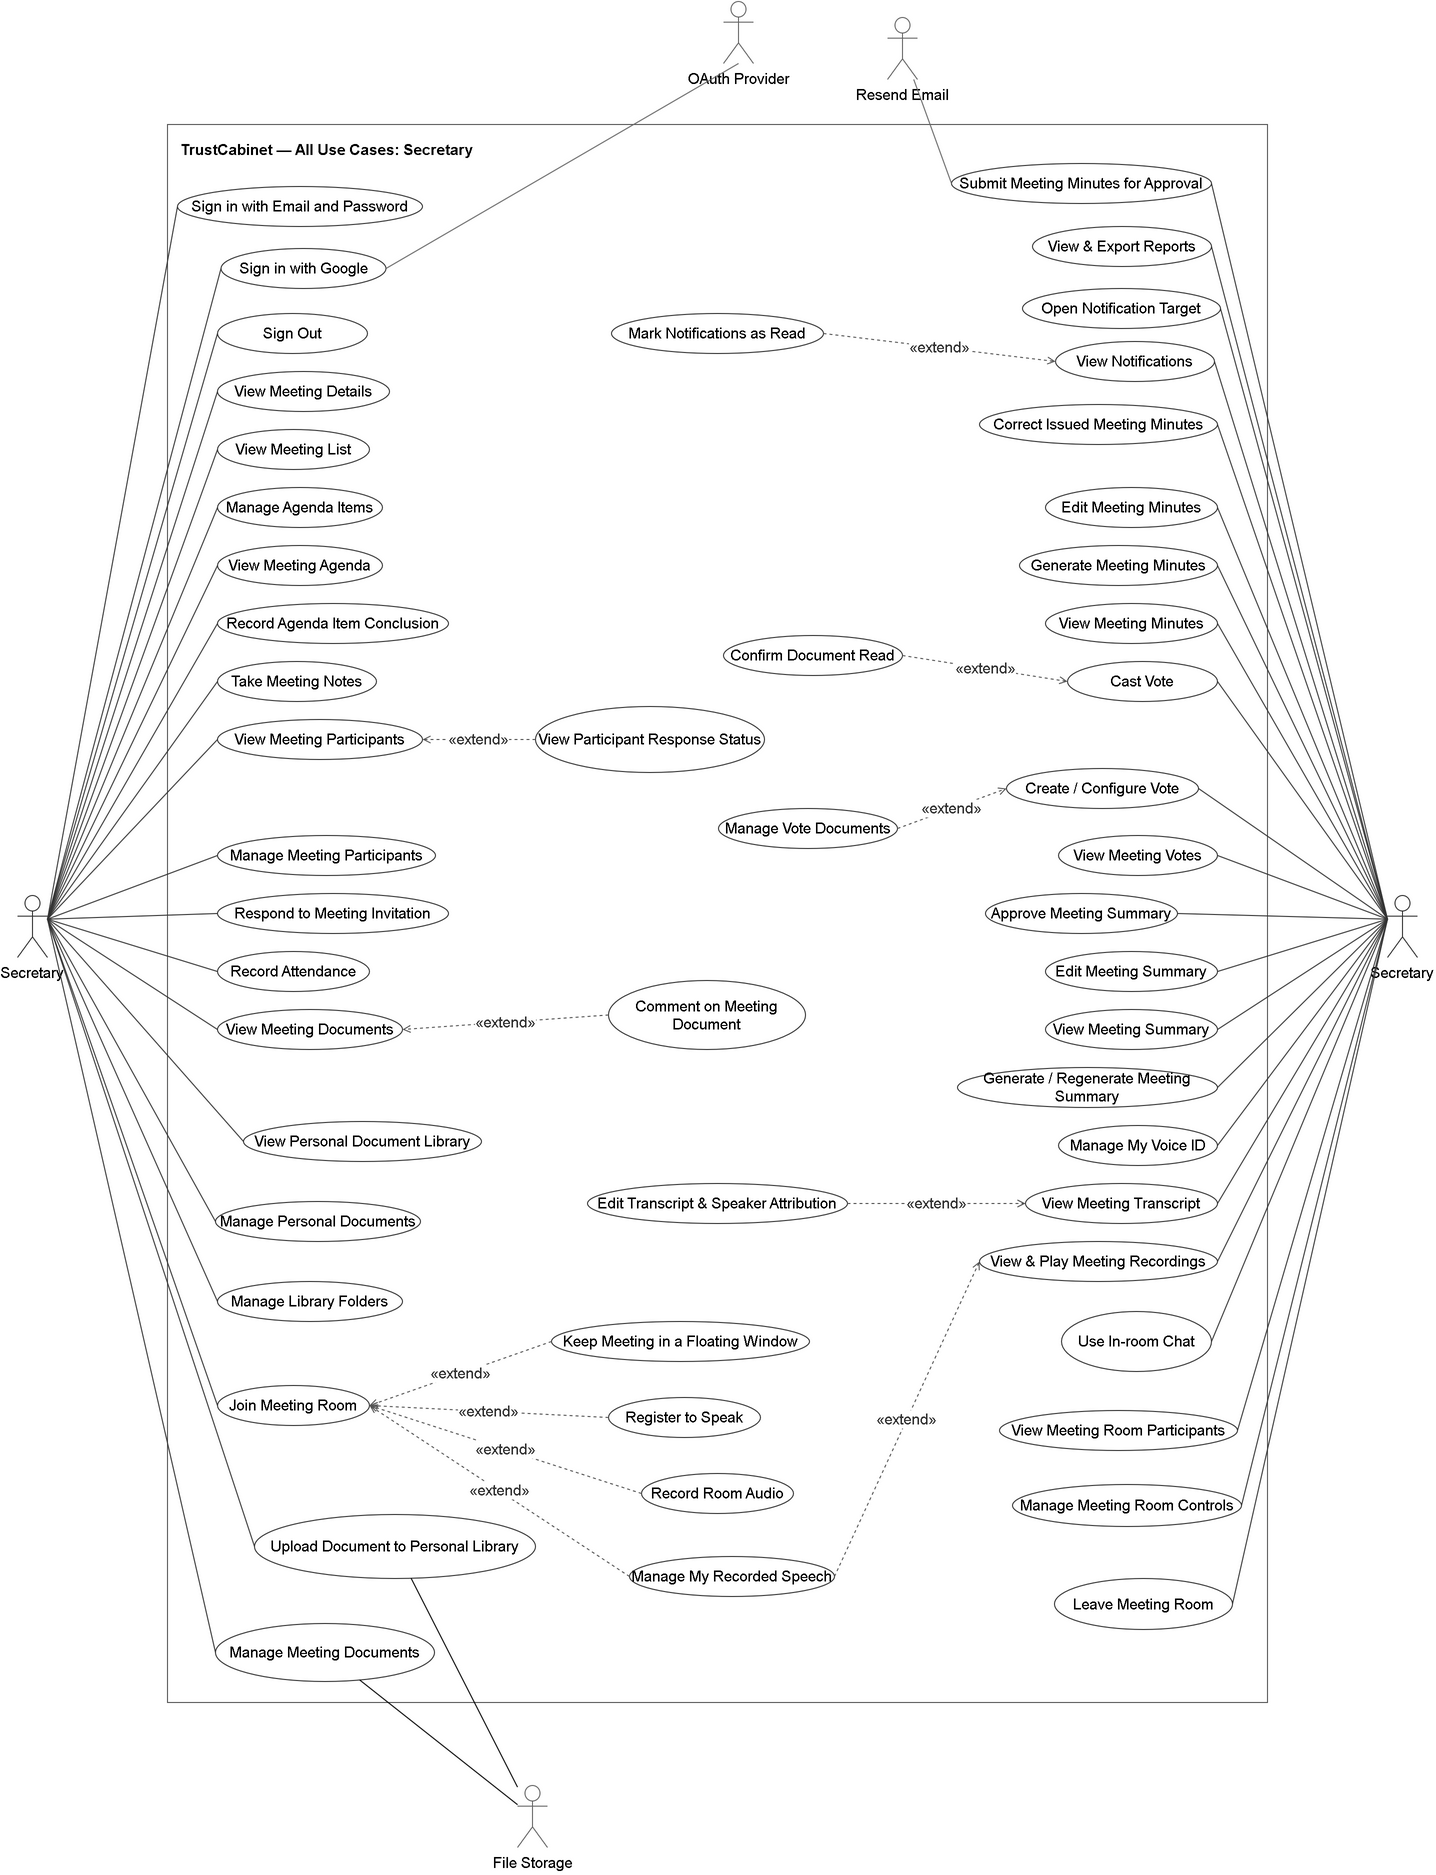 OAuth Provider
Resend Email
TrustCabinet — All Use Cases: Secretary
Submit Meeting Minutes for Approval
Sign in with Email and Password
View & Export Reports
Sign in with Google
Open Notification Target
Sign Out
Mark Notifications as Read
«extend»
View Notifications
View Meeting Details
Correct Issued Meeting Minutes
View Meeting List
Manage Agenda Items
Edit Meeting Minutes
View Meeting Agenda
Generate Meeting Minutes
Record Agenda Item Conclusion
View Meeting Minutes
Confirm Document Read
«extend»
Take Meeting Notes
Cast Vote
View Meeting Participants
«extend»
View Participant Response Status
Create / Configure Vote
«extend»
Manage Vote Documents
Manage Meeting Participants
View Meeting Votes
Respond to Meeting Invitation
Approve Meeting Summary
Secretary
Record Attendance
Edit Meeting Summary
Secretary
View Meeting Documents
«extend»
Comment on Meeting
Document
View Meeting Summary
Generate / Regenerate Meeting
Summary
View Personal Document Library
Manage My Voice ID
Edit Transcript & Speaker Attribution
«extend»
View Meeting Transcript
Manage Personal Documents
View & Play Meeting Recordings
Manage Library Folders
Keep Meeting in a Floating Window
Use In-room Chat
«extend»
Join Meeting Room
«extend»
Register to Speak
«extend»
View Meeting Room Participants
«extend»
Record Room Audio
«extend»
Manage Meeting Room Controls
Upload Document to Personal Library
Manage My Recorded Speech
Leave Meeting Room
Manage Meeting Documents
File Storage